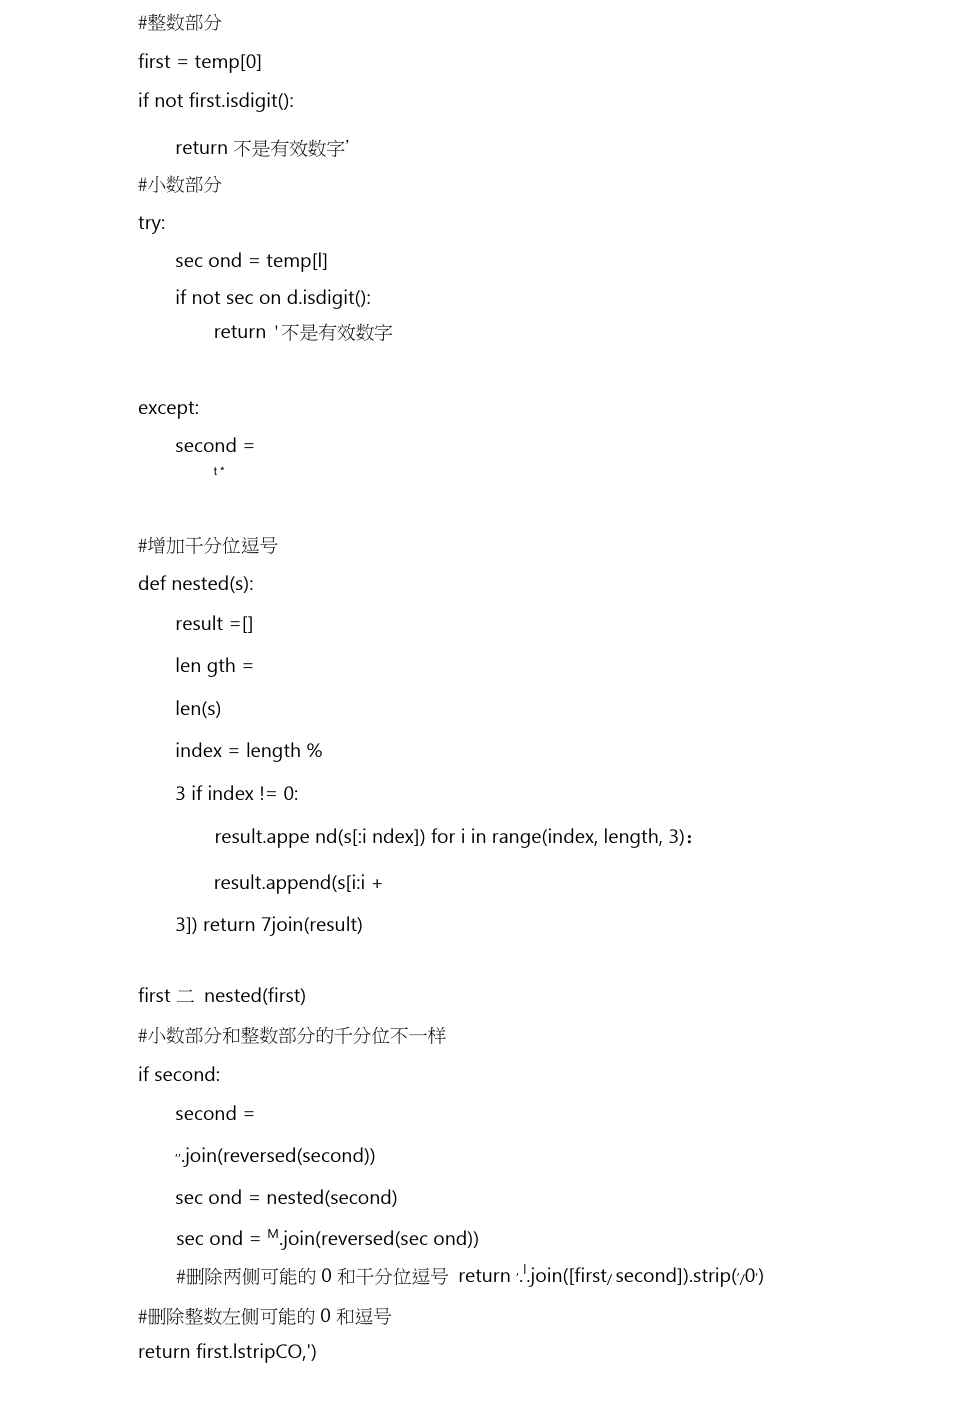 #整数部分
first = temp[0]
if not first.isdigit():
return 不是有效数字’
#小数部分
try:
sec ond = temp[l]
if not sec on d.isdigit():
return '不是有效数字
except:
second =
t *
#增加干分位逗号
def nested(s):
result =[]
len gth =
len(s)
index = length %
3 if index != 0:
result.appe nd(s[:i ndex]) for i in range(index, length, 3)：
result.append(s[i:i +
3]) return 7join(result)
first 二 nested(first)
#小数部分和整数部分的千分位不一样
if second:
second =
''.join(reversed(second))
sec ond = nested(second)
sec ond = M.join(reversed(sec ond))
#删除两侧可能的 0 和干分位逗号 return '.l.join([first/ second]).strip('/0')
#删除整数左侧可能的 0 和逗号
return first.lstripCO,')